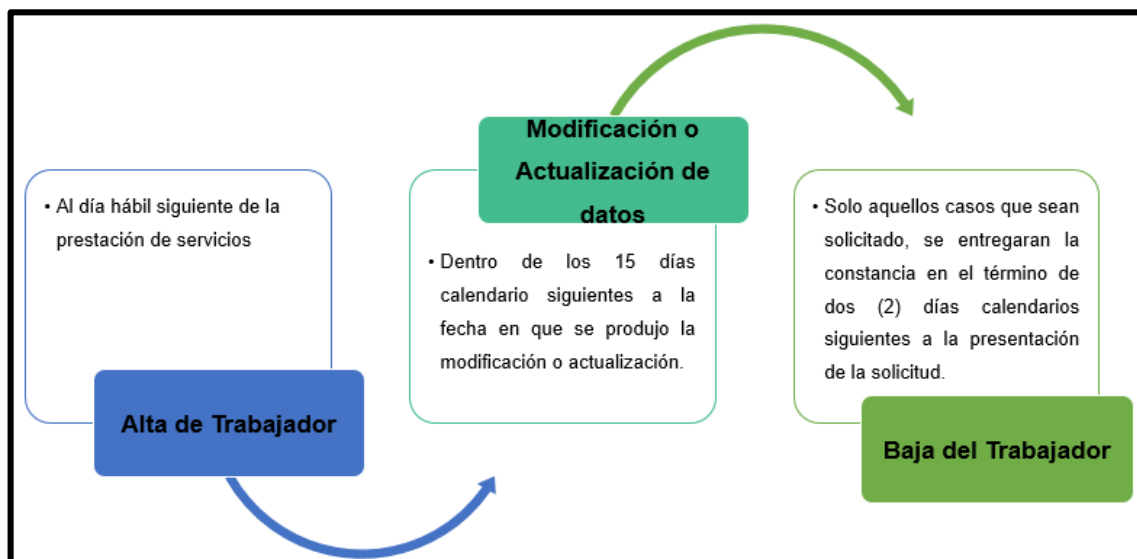 • Al día hábil siguiente de la
prestación de servicios
Alta de Trabajador
Modificación o
Actualización de
datos
• Dentro de los 15 días
calendario siguientes a la
fecha en que se produjo la
modificación o actualización.
• Solo aquellos casos que sean
solicitado, se entregaran la
constancia en el término de
dos (2) días calendarios
siguientes a la presentación
de la solicitud.
Baja del Trabajador